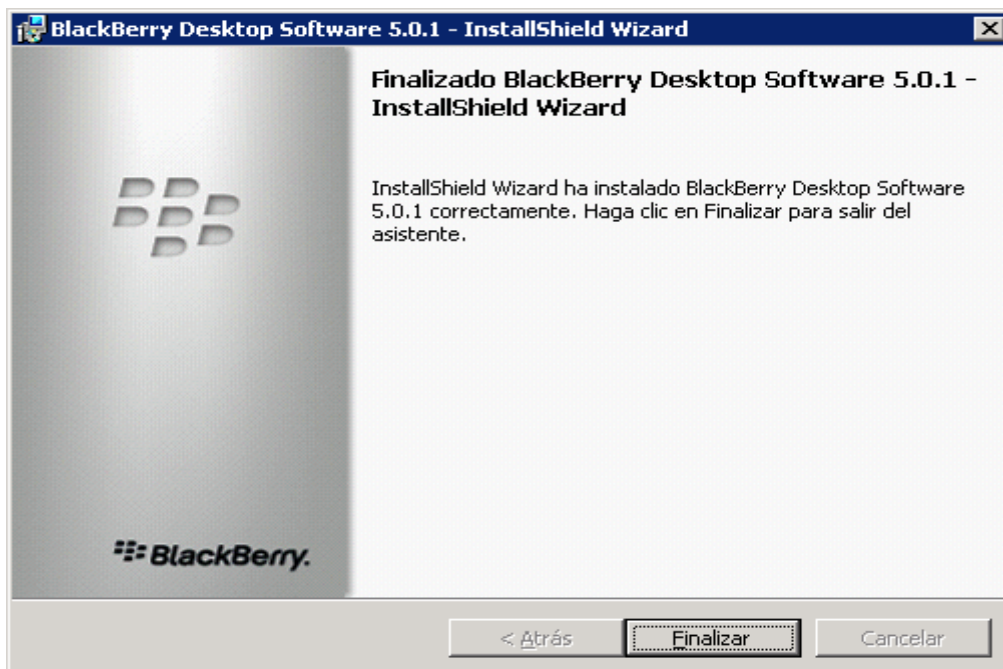 BlackBerry Desktop Software 5.0.1 - InstallShield Wizard
Finalizado BlackBerry Desktop Software 5.0.1 -
InstallShield Wizard
InstallShield Wizard ha instalado BlackBerry Desktop Software
5.0.1 correctamente. Haga clic en Finalizar para salir del
asistente.
BlackBerry.
< Atrás
Finalizar
Cancelar